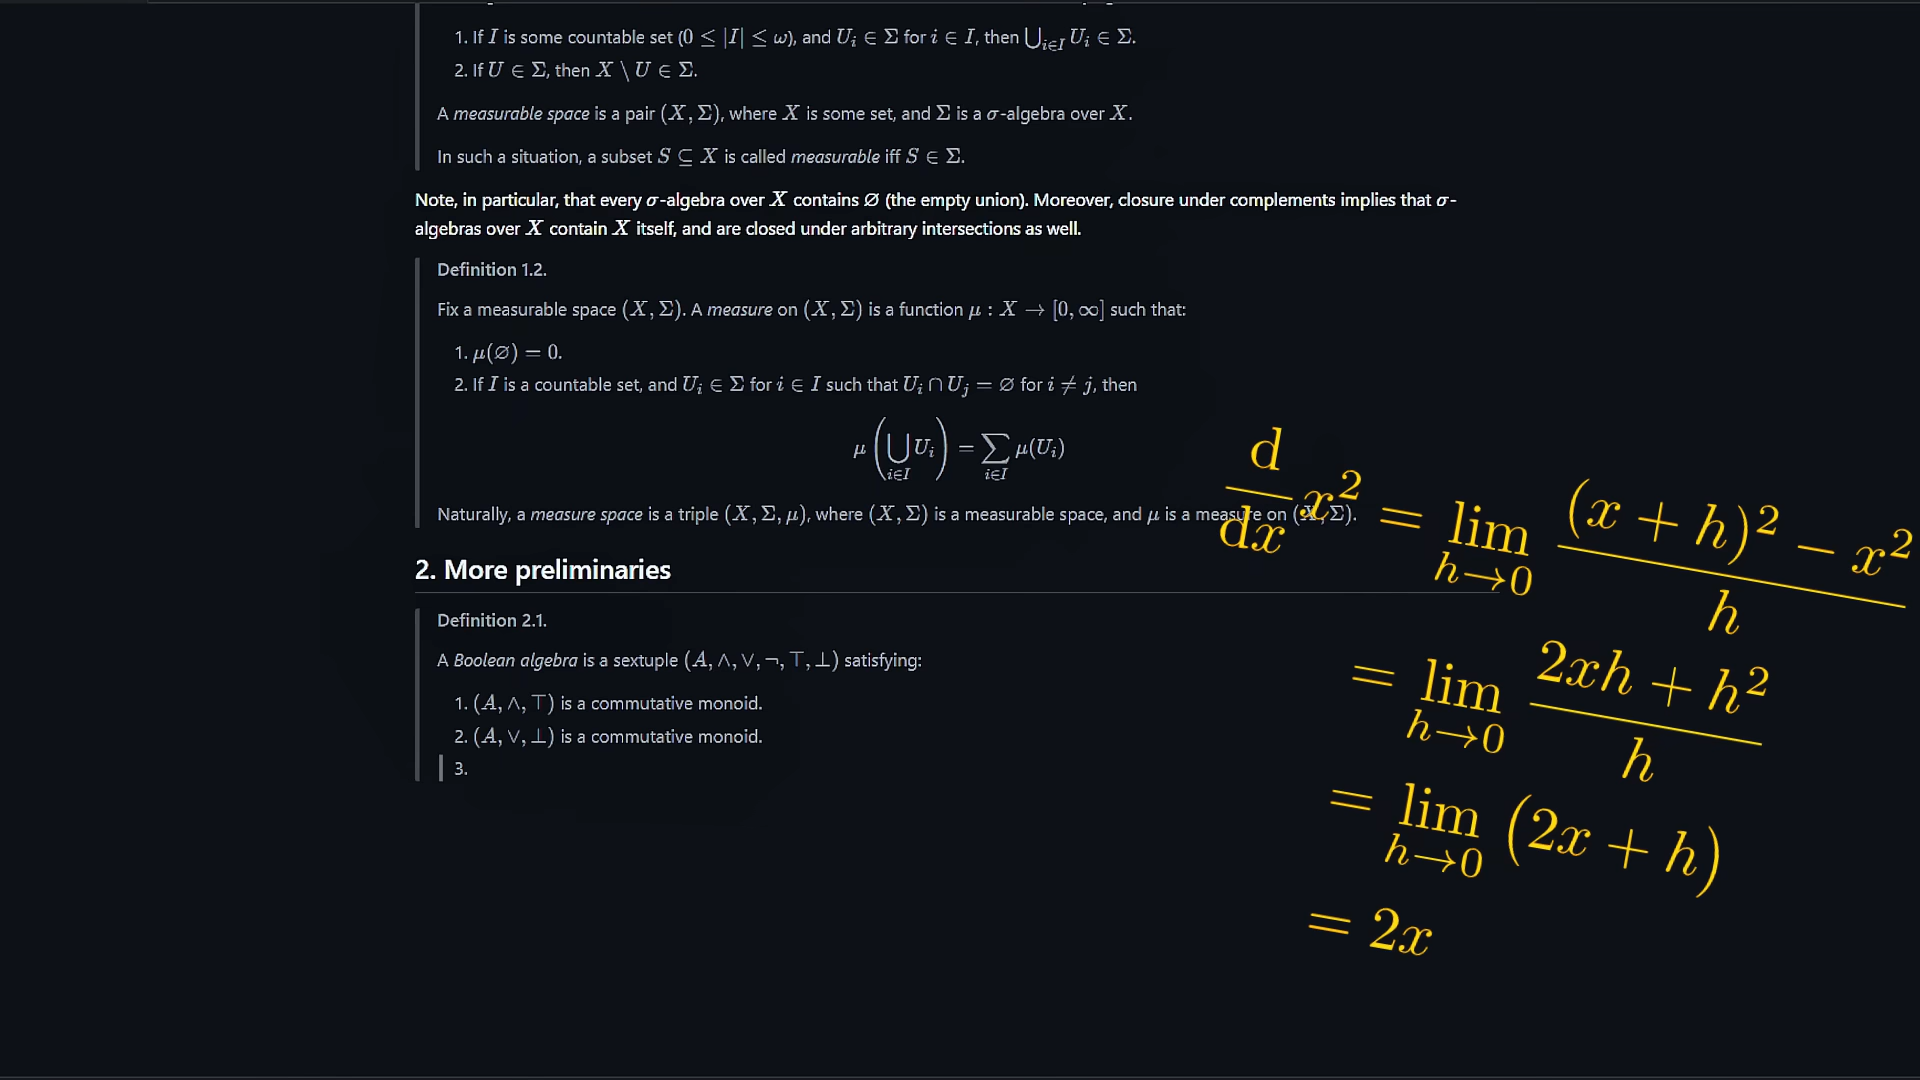 1. If I is some countable set (0 ≤ |I| ≤ ω), and U_i ∈ Σ for i ∈ I, then ⋃_{i∈I} U_i ∈ Σ.
2. If U ∈ Σ, then X \ U ∈ Σ.
A measurable space is a pair (X, Σ), where X is some set, and Σ is a σ-algebra over X.
In such a situation, a subset S ⊆ X is called measurable iff S ∈ Σ.
Note, in particular, that every σ-algebra over X contains ∅ (the empty union). Moreover, closure under complements implies that σ-
algebras over X contain X itself, and are closed under arbitrary intersections as well.
Definition 1.2.
Fix a measurable space (X, Σ). A measure on (X, Σ) is a function μ : X → [0, ∞] such that:
1. μ(∅) = 0.
2. If I is a countable set, and U_i ∈ Σ for i ∈ I such that U_i ∩ U_j = ∅ for i ≠ j, then
μ(⋃_{i∈I} U_i) = ∑_{i∈I} μ(U_i)
Naturally, a measure space is a triple (X, Σ, μ), where (X, Σ) is a measurable space, and μ is a measure on (X, Σ).
2. More preliminaries
Definition 2.1.
A Boolean algebra is a sextuple (A, ∧, ∨, ¬, ⊤, ⊥) satisfying:
1. (A, ∧, ⊤) is a commutative monoid.
2. (A, ∨, ⊥) is a commutative monoid.
3.
d/dx x² = lim_{h→0} ((x + h)² − x²)/h
= lim_{h→0} (2xh + h²)/h
= lim_{h→0} (2x + h)
= 2x